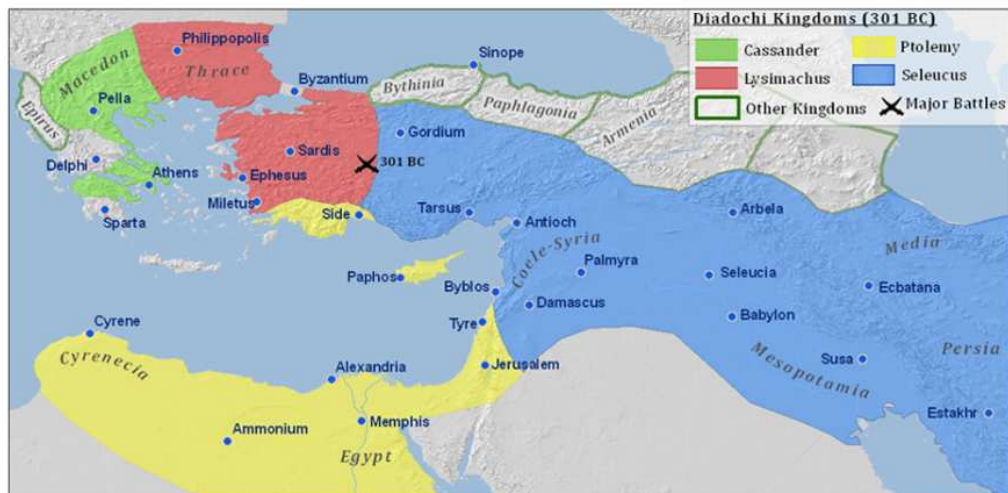 Diadochi Kingdoms (301 BC)
Cassander
Ptolemy
Lysimachus
Seleucus
Other Kingdoms
Major Battles
Philippopolis
Thrace
Macedon
Byzantium
Sinope
Bythinia
Paphlagonia
Armenia
Pella
Epirus
Gordium
Sardis
301 BC
Delphi
Athens
Ephesus
Miletus
Side
Sparta
Tarsus
Antioch
Arbela
Coele-Syria
Media
Paphos
Palmyra
Seleucia
Ecbatana
Byblos
Damascus
Tyre
Babylon
Cyrene
Cyrenecia
Alexandria
Jerusalem
Mesopotamia
Susa
Persia
Memphis
Ammonium
Egypt
Estakhr